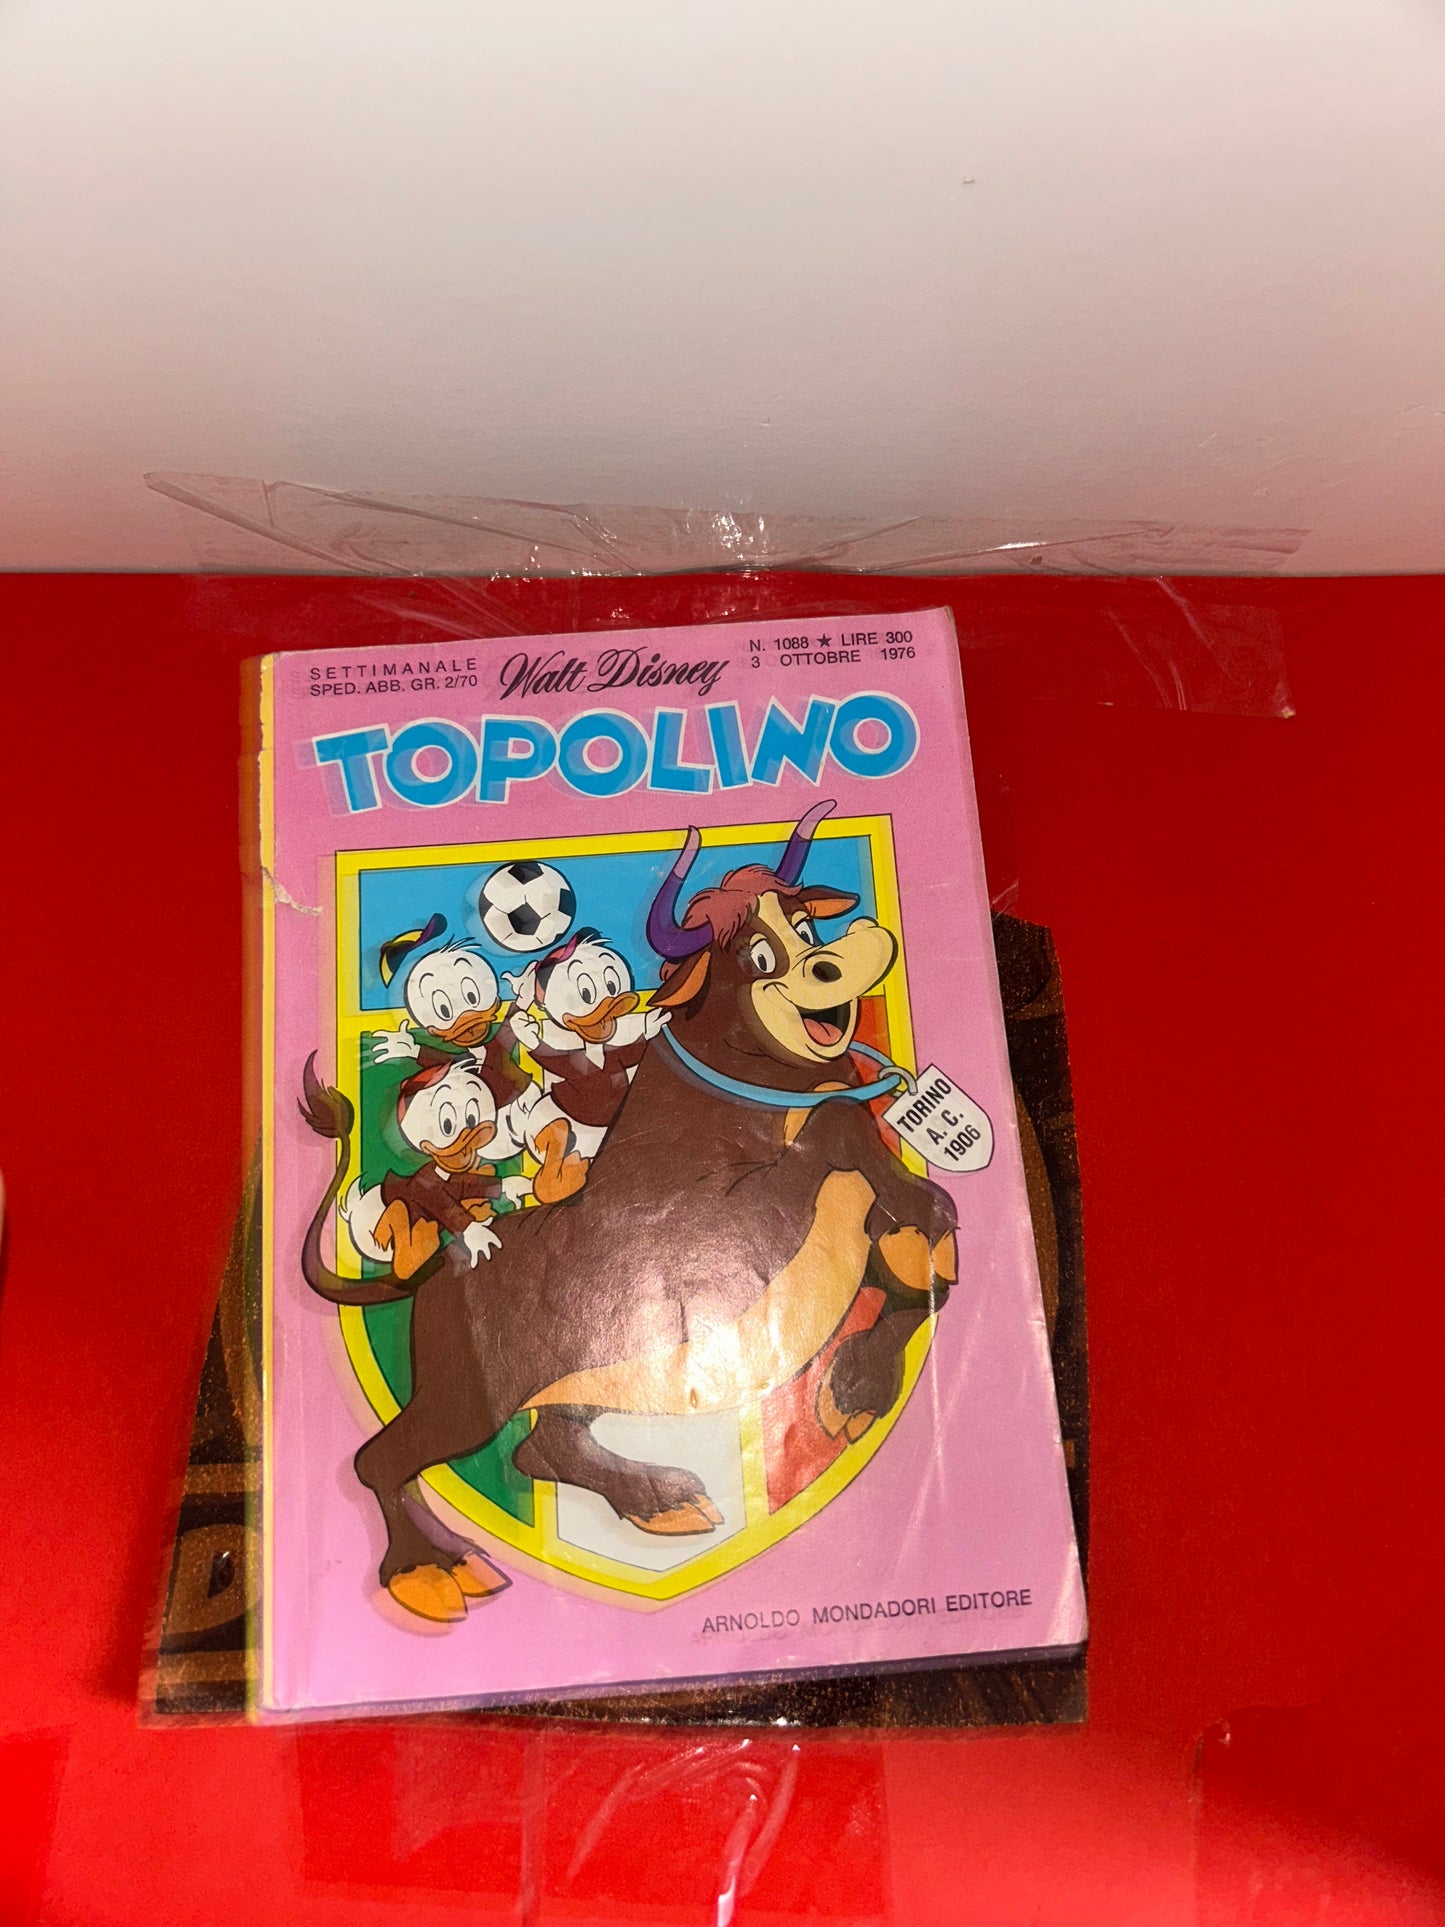 SETTIMANALE
SPED. ABB. GR. 2/70
Walt Disney
N. 1088 ★ LIRE 300
3 OTTOBRE 1976
TOPOLINO
TORINO
A. C.
1906
ARNOLDO MONDADORI EDITORE